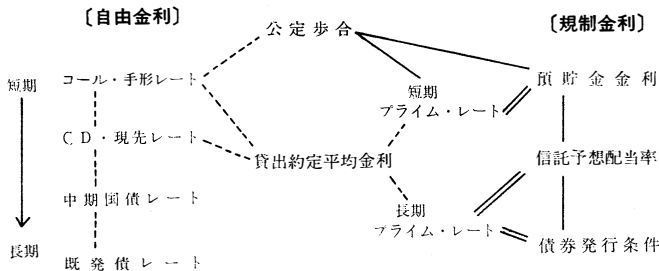 〔自由金利〕
公定歩合
〔規制金利〕
短期
コール・手形レート
短期
プライム・レート
預貯金金利
CD・現先レート
貸出約定平均金利
信託予想配当率
中期国債レート
長期
プライム・レート
長期
既発債レート
債券発行条件